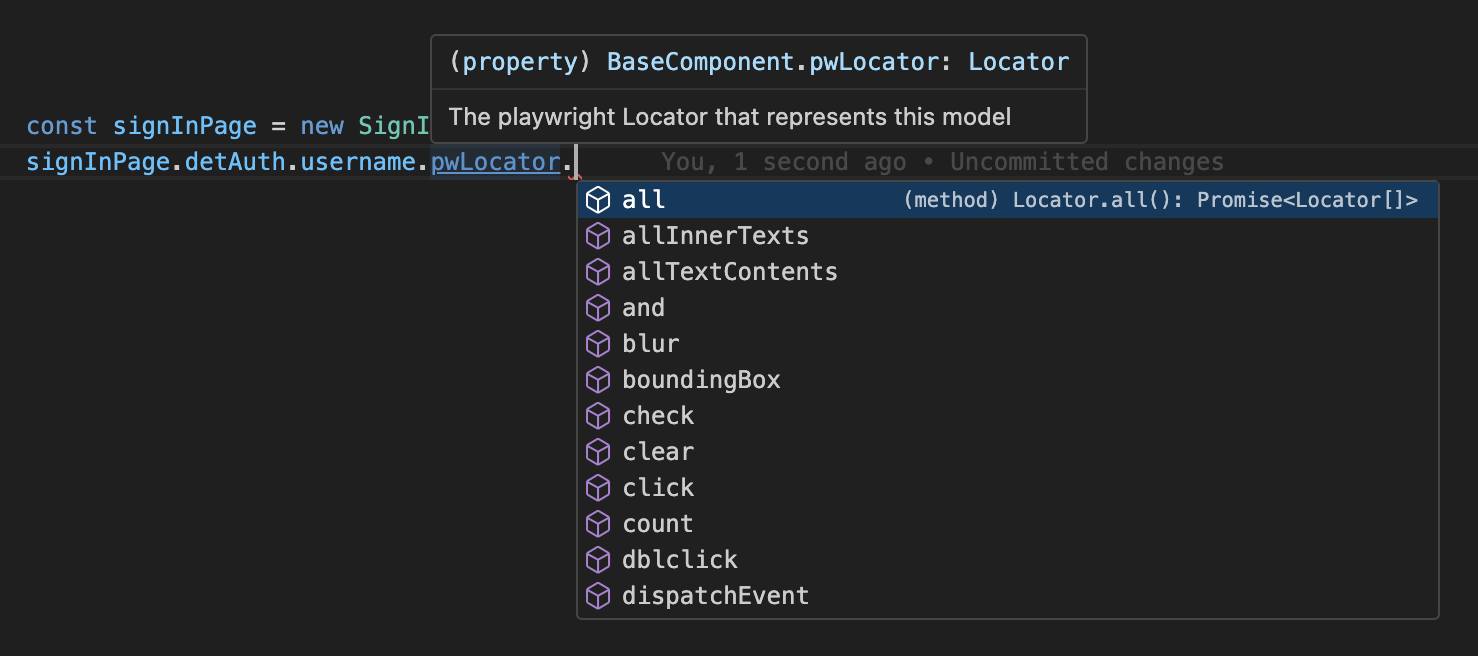 (property) BaseComponent.pwLocator: Locator
The playwright Locator that represents this model
const signInPage = new SignI
signInPage.detAuth.username.pwLocator. You, 1 second ago • Uncommitted changes
all (method) Locator.all(): Promise<Locator[]>
allInnerTexts
allTextContents
and
blur
boundingBox
check
clear
click
count
dblclick
dispatchEvent